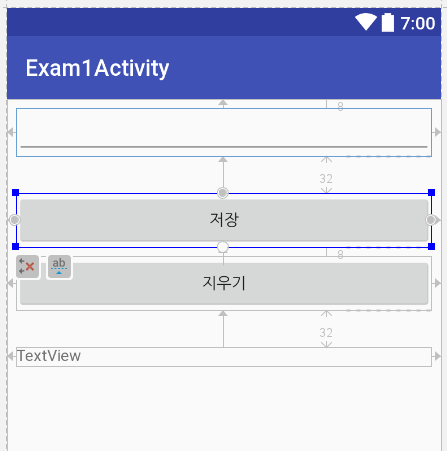 7:00
Exam1Activity
8
32
저장
8
ab
지우기
32
TextView